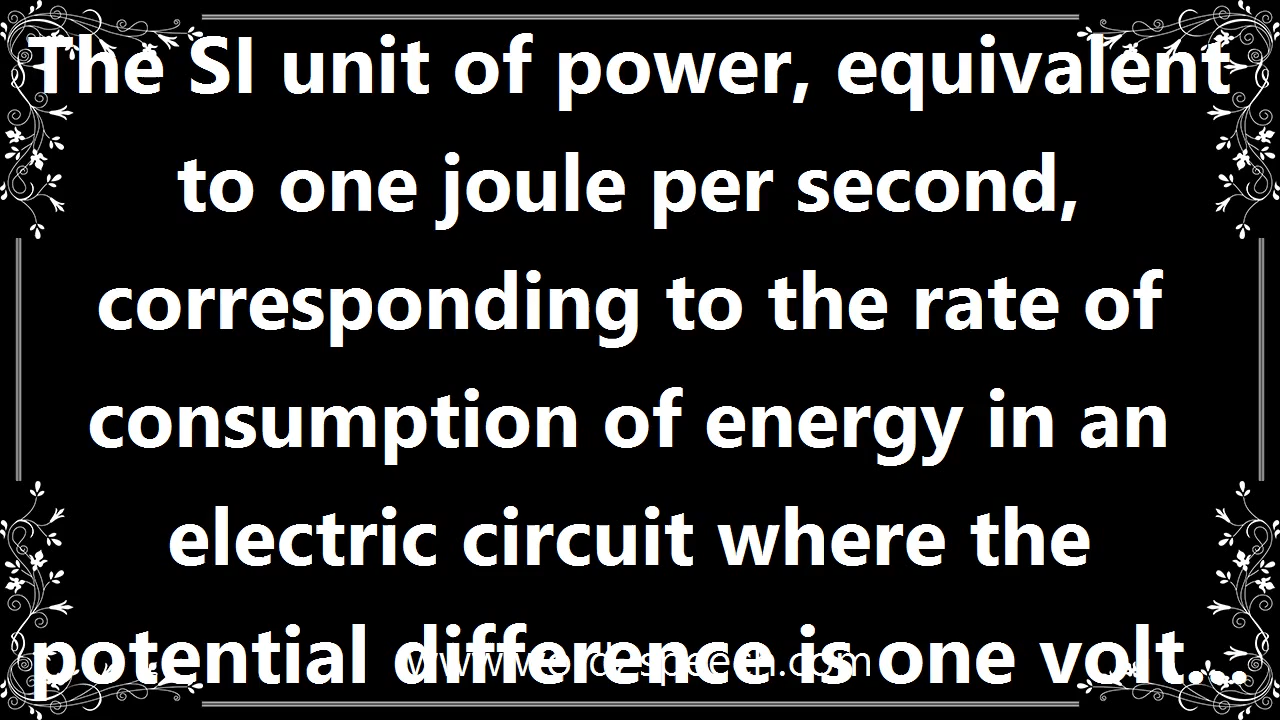 The SI unit of power, equivalent
to one joule per second,
corresponding to the rate of
consumption of energy in an
electric circuit where the
potential difference is one volt...